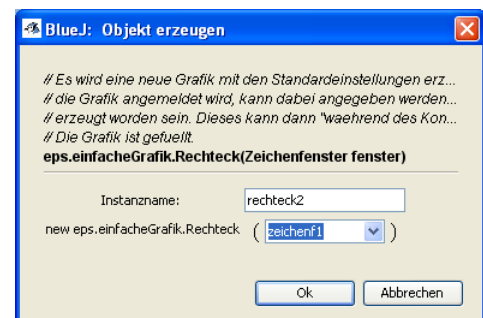 BlueJ: Objekt erzeugen
// Es wird eine neue Grafik mit den Standardeinstellungen erz...
// die Grafik angemeldet wird, kann dabei angegeben werden...
// erzeugt worden sein. Dieses kann dann "waehrend des Kon...
// Die Grafik ist gefuellt.
eps.einfacheGrafik.Rechteck(Zeichenfenster fenster)
Instanzname: rechteck2
new eps.einfacheGrafik.Rechteck ( zeichenf1 )
Ok Abbrechen